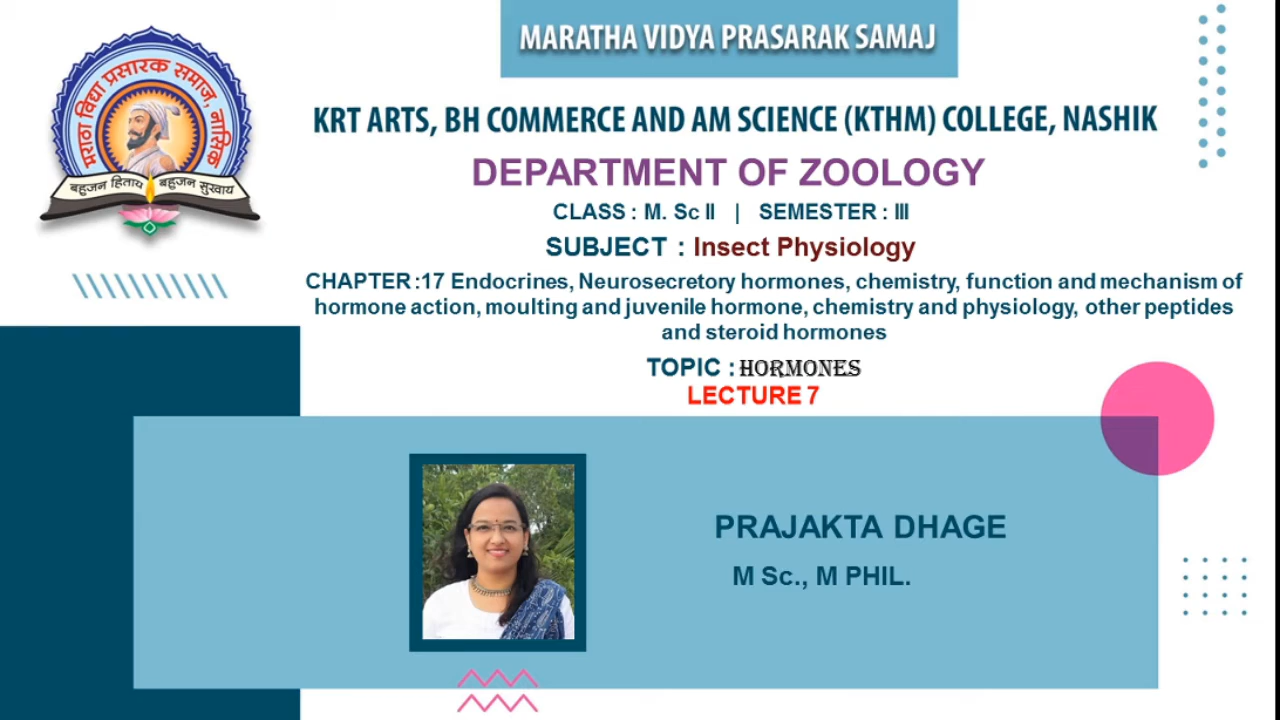 MARATHA VIDYA PRASARAK SAMAJ
मराठा विद्या प्रसारक समाज, नाशिक
बहुजन हिताय बहुजन सुखाय
KRT ARTS, BH COMMERCE AND AM SCIENCE (KTHM) COLLEGE, NASHIK
DEPARTMENT OF ZOOLOGY
CLASS : M. Sc II | SEMESTER : III
SUBJECT : Insect Physiology
CHAPTER :17 Endocrines, Neurosecretory hormones, chemistry, function and mechanism of
hormone action, moulting and juvenile hormone, chemistry and physiology, other peptides
and steroid hormones
TOPIC : HORMONES
LECTURE 7
PRAJAKTA DHAGE
M Sc., M PHIL.